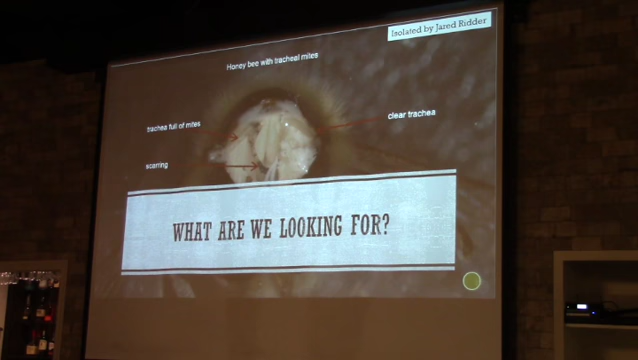 Isolated by Jared Ridder
Honey bee with tracheal mites
trachea full of mites
clear trachea
scarring
WHAT ARE WE LOOKING FOR?